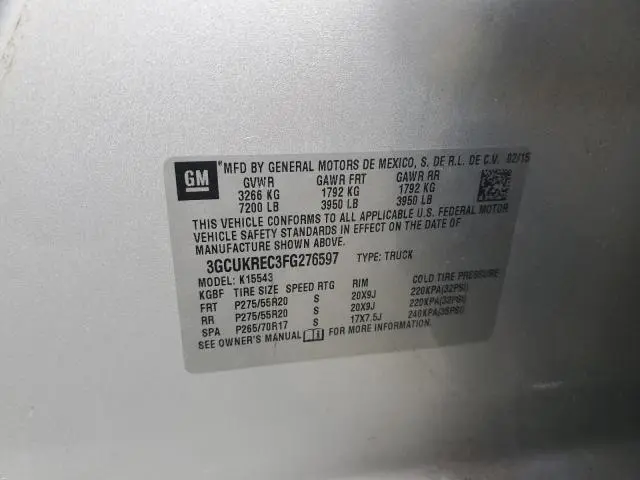 GM
*MFD BY GENERAL MOTORS DE MEXICO, S. DE R.L. DE C.V. 02/15
GVWR GAWR FRT GAWR RR
3266 KG 1792 KG 1792 KG
7200 LB 3950 LB 3950 LB
THIS VEHICLE CONFORMS TO ALL APPLICABLE U.S. FEDERAL MOTOR
VEHICLE SAFETY STANDARDS IN EFFECT ON THE DATE OF
MANUFACTURE SHOWN ABOVE.
3GCUKREC3FG276597 TYPE: TRUCK
MODEL: K15543
KGBF TIRE SIZE SPEED RTG RIM COLD TIRE PRESSURE
FRT P275/55R20 S 20X9J 220KPA(32PSI)
RR P275/55R20 S 20X9J 220KPA(32PSI)
SPA P265/70R17 S 17X7.5J 240KPA(35PSI)
SEE OWNER'S MANUAL FOR MORE INFORMATION.